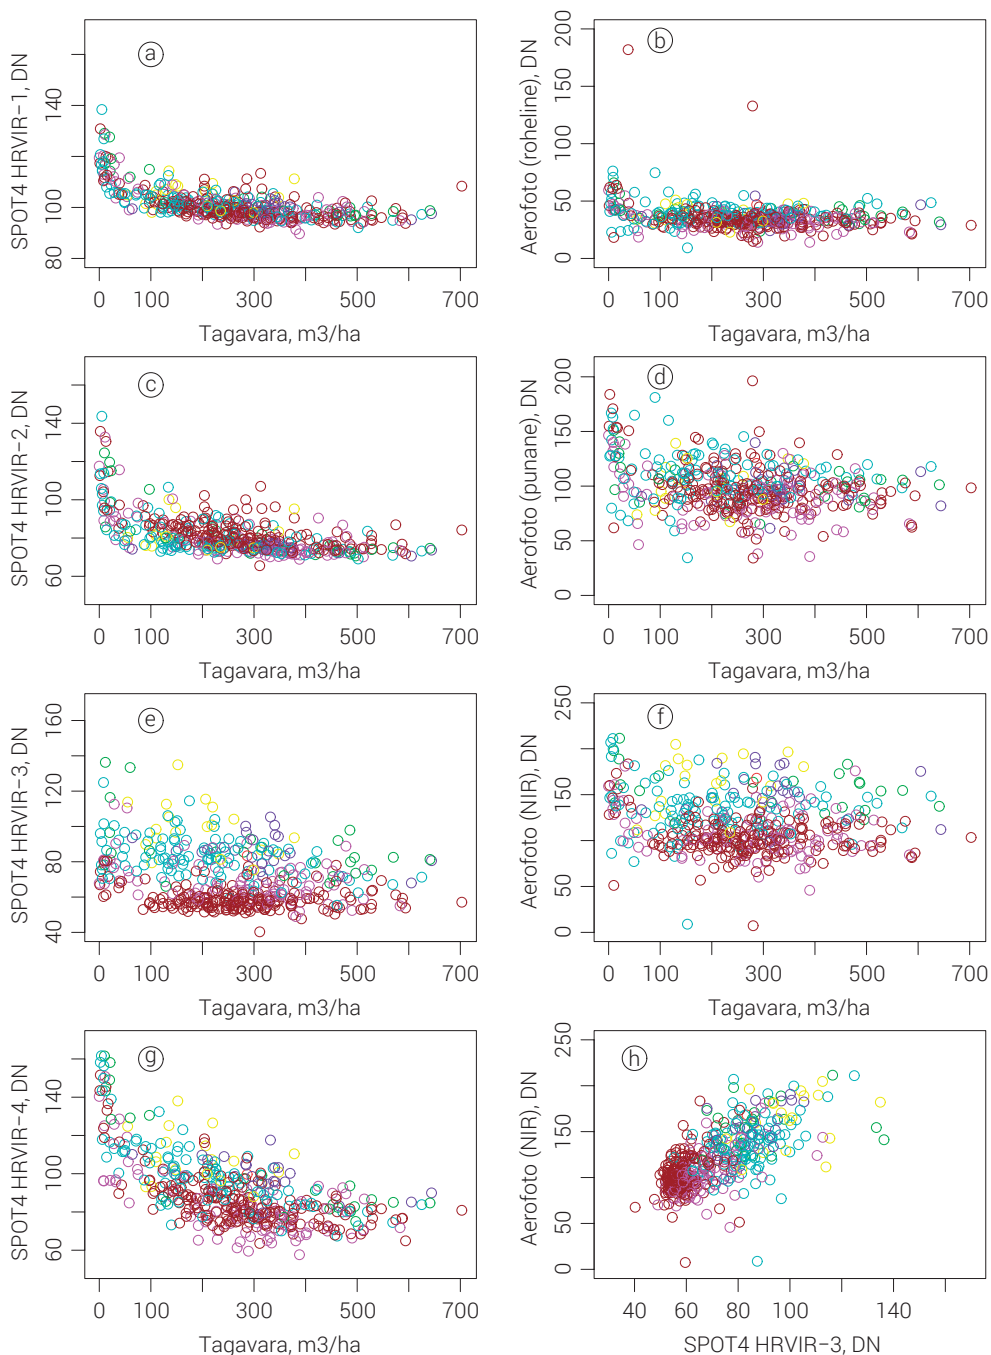 a
SPOT4 HRVIR−1, DN
80 100 140
0 100 300 500 700
Tagavara, m3/ha
b
Aerofoto (roheline), DN
0 50 100 150 200
0 100 300 500 700
Tagavara, m3/ha
c
SPOT4 HRVIR−2, DN
60 80 100 140
0 100 300 500 700
Tagavara, m3/ha
d
Aerofoto (punane), DN
0 50 100 150 200
0 100 300 500 700
Tagavara, m3/ha
e
SPOT4 HRVIR−3, DN
40 60 80 120 160
0 100 300 500 700
Tagavara, m3/ha
f
Aerofoto (NIR), DN
0 50 150 250
0 100 300 500 700
Tagavara, m3/ha
g
SPOT4 HRVIR−4, DN
60 100 140
0 100 300 500 700
Tagavara, m3/ha
h
Aerofoto (NIR), DN
0 50 150 250
40 60 80 100 140
SPOT4 HRVIR−3, DN